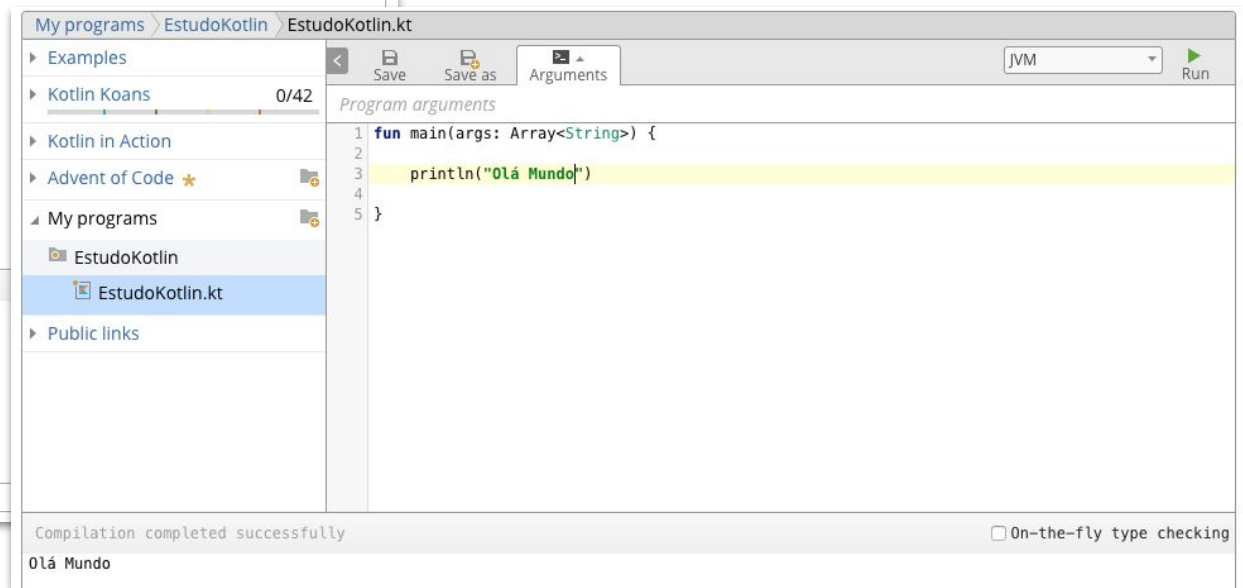 My programs EstudoKotlin EstudoKotlin.kt
Examples
Kotlin Koans 0/42
Kotlin in Action
Advent of Code
My programs
EstudoKotlin
EstudoKotlin.kt
Public links
Save Save as Arguments JVM Run
Program arguments
1 fun main(args: Array<String>) {
2
3 println("Olá Mundo")
4
5 }
Compilation completed successfully On-the-fly type checking
Olá Mundo